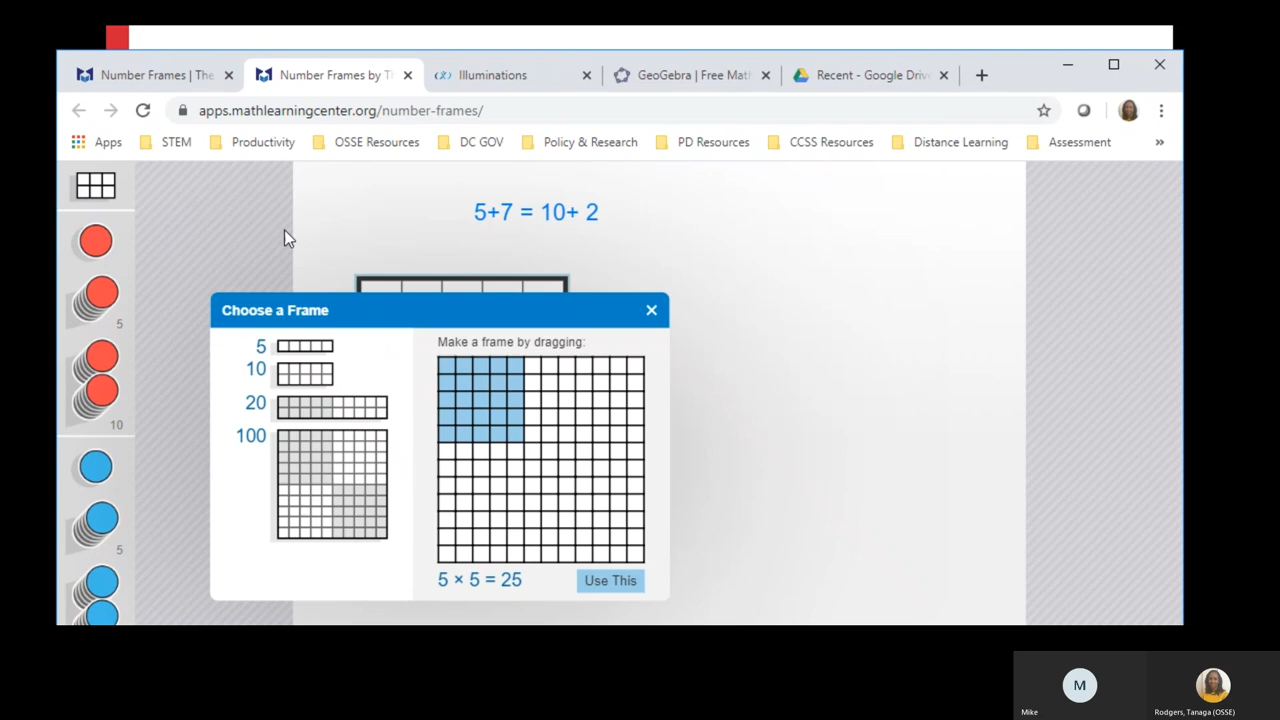 Number Frames | The
Number Frames by T
Illuminations
GeoGebra | Free Mat
Recent - Google Driv
apps.mathlearningcenter.org/number-frames/
Apps STEM Productivity OSSE Resources DC GOV Policy & Research PD Resources CCSS Resources Distance Learning Assessment »
5+7 = 10+ 2
Choose a Frame
5
10
20
100
Make a frame by dragging:
5 × 5 = 25
Use This
5
10
5
M
Mike
Rodgers, Tanaga (OSSE)